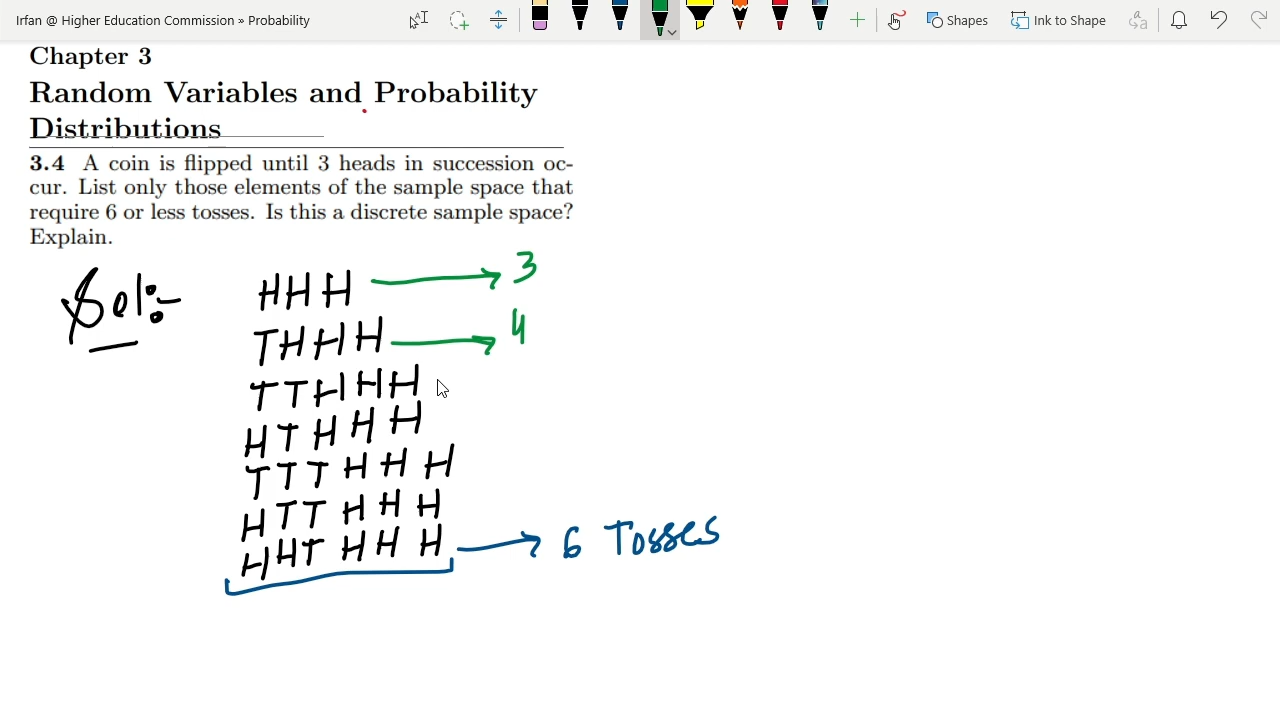 Irfan @ Higher Education Commission » Probability
Shapes
Ink to Shape
Chapter 3
Random Variables and Probability
Distributions
3.4 A coin is flipped until 3 heads in succession oc-
cur. List only those elements of the sample space that
require 6 or less tosses. Is this a discrete sample space?
Explain.
Sol:-
HHH → 3
THHH → 4
TTHHH
HTHHH
TTTHHH
HTTHHH
HHTHHH → 6 Tosses